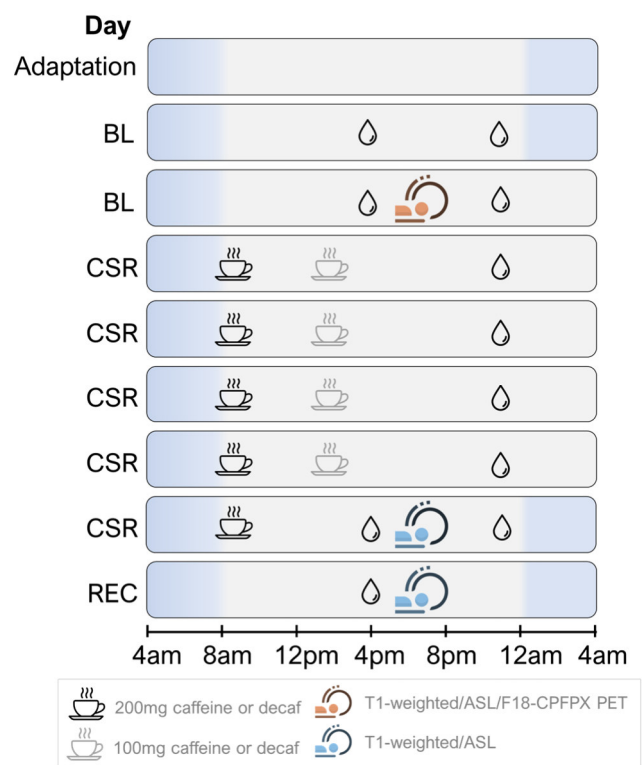 Day
Adaptation
BL
BL
CSR
CSR
CSR
CSR
CSR
REC
4am 8am 12pm 4pm 8pm 12am 4am
200mg caffeine or decaf T1-weighted/ASL/F18-CPFPX PET
100mg caffeine or decaf T1-weighted/ASL